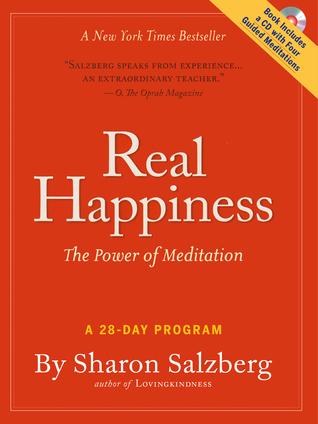 Book Includes
a CD with Four
Guided Meditations
A New York Times Bestseller
"SALZBERG SPEAKS FROM EXPERIENCE...
AN EXTRAORDINARY TEACHER."
— O, The Oprah Magazine
Real
Happiness
The Power of Meditation
A 28-DAY PROGRAM
By Sharon Salzberg
author of LOVINGKINDNESS